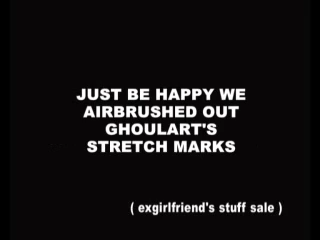 JUST BE HAPPY WE
AIRBRUSHED OUT
GHOULART'S
STRETCH MARKS
( exgirlfriend's stuff sale )